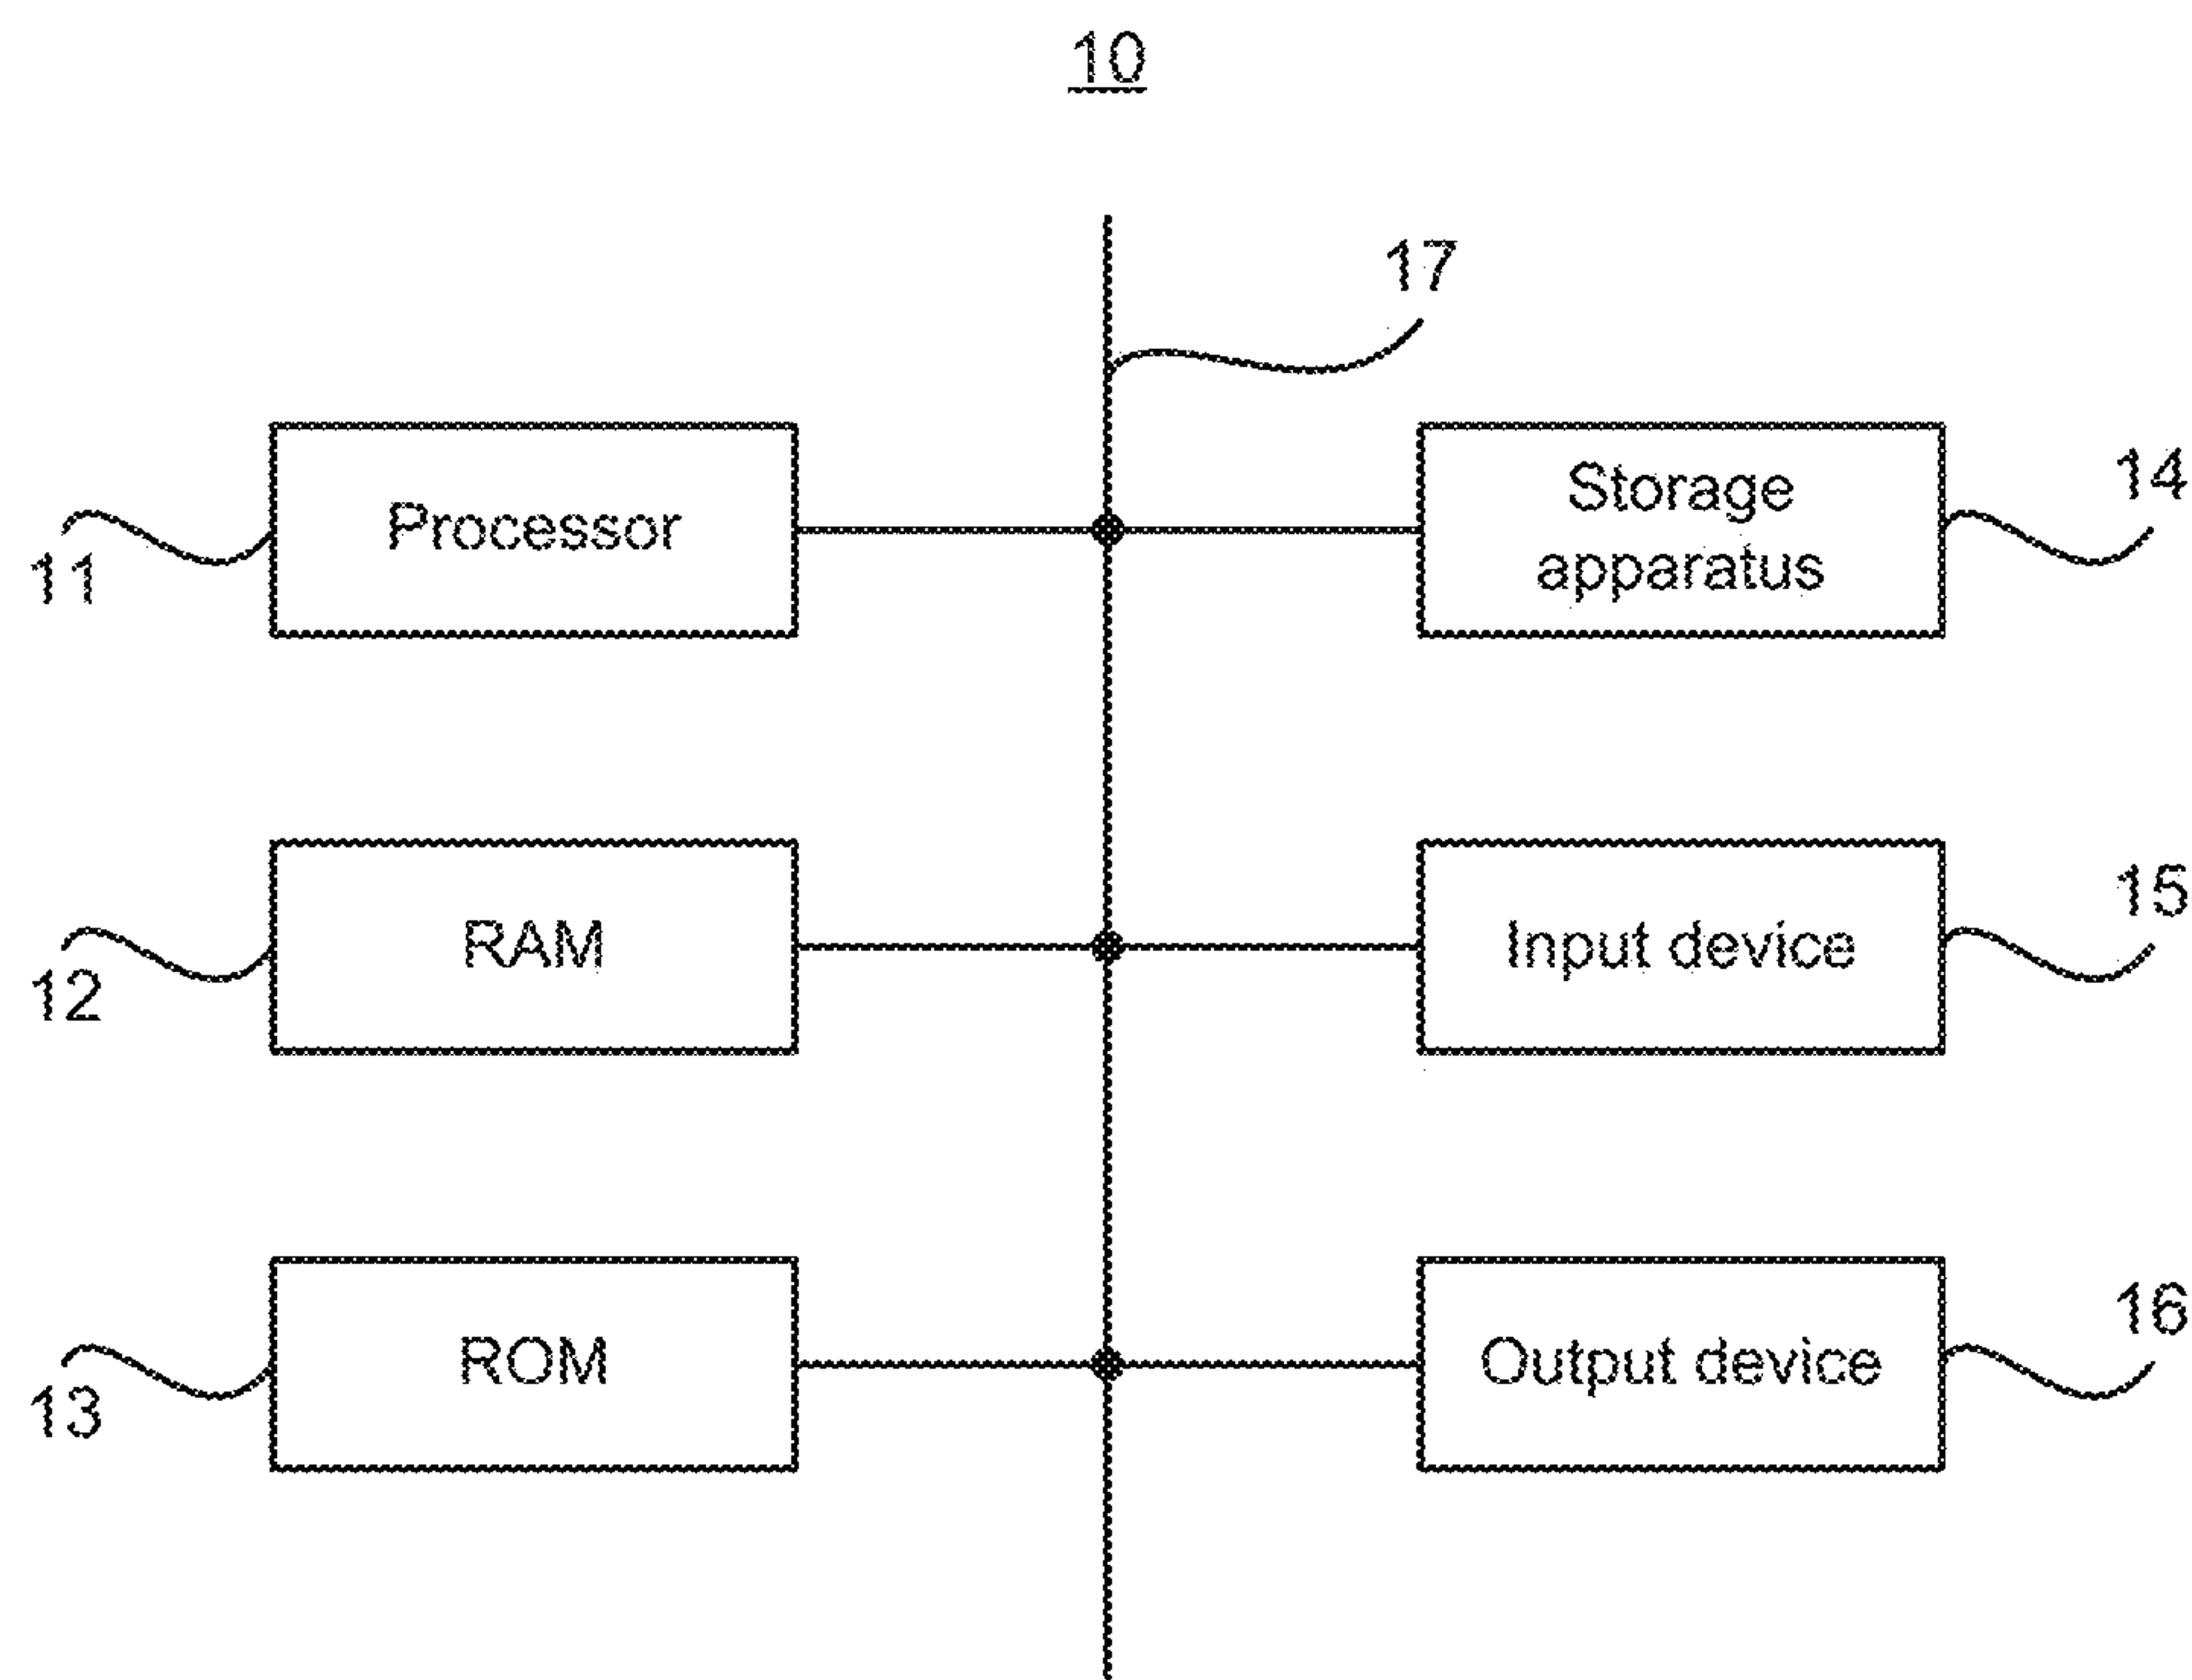 10
17
Processor
11
Storage
apparatus
14
RAM
12
Input device
15
ROM
13
Output device
16